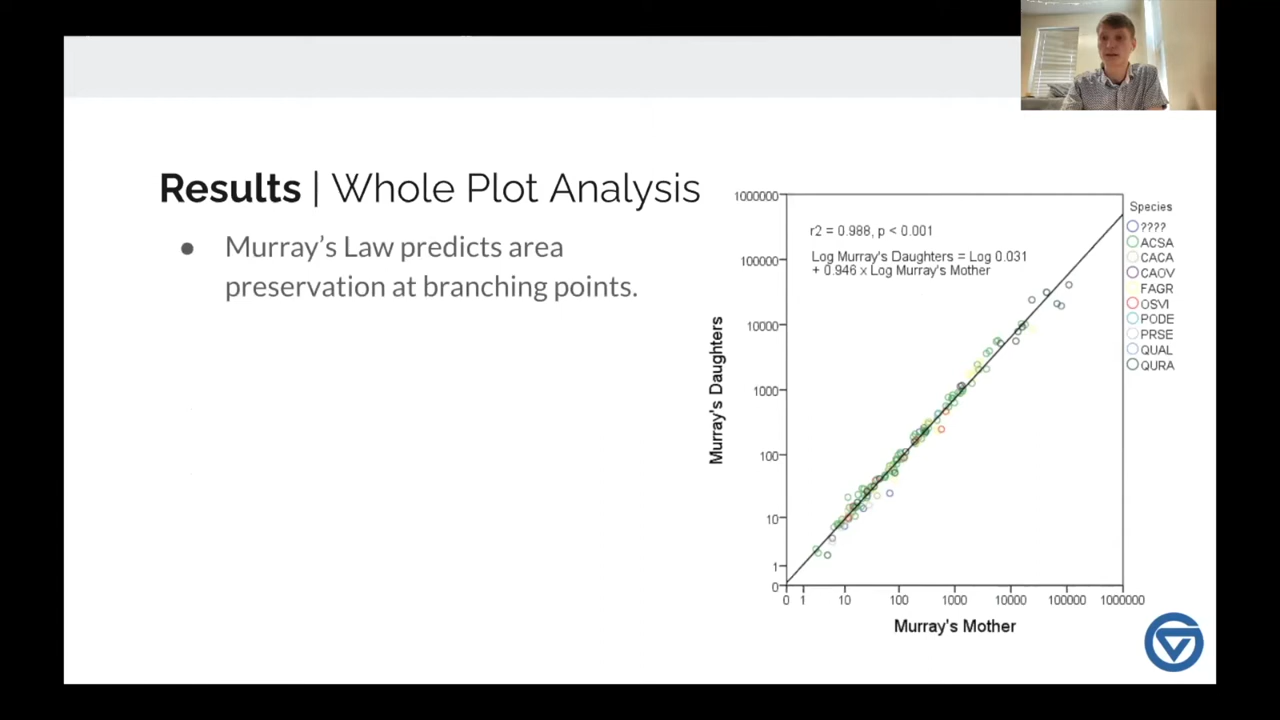 Results | Whole Plot Analysis
● Murray's Law predicts area
preservation at branching points.
r2 = 0.988, p < 0.001
Log Murray's Daughters = Log 0.031
+ 0.946 x Log Murray's Mother
Murray's Daughters
1000000
100000
10000
1000
100
10
1
0
0 1 10 100 1000 10000 100000 1000000
Murray's Mother
Species
????
ACSA
CACA
CAOV
FAGR
OSVI
PODE
PRSE
QUAL
QURA